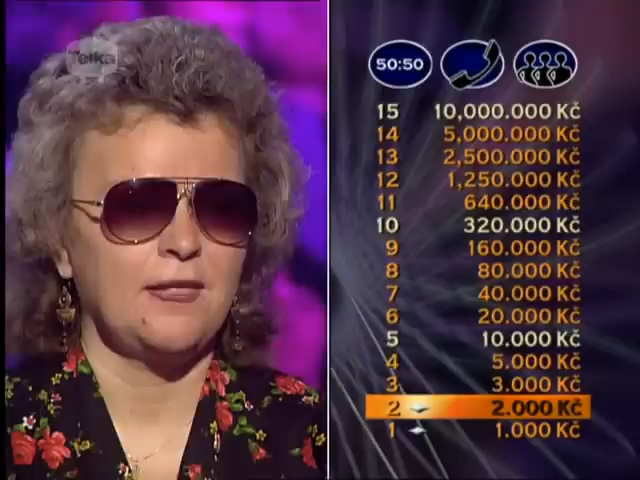 Telka
50:50
15 10,000.000 Kč
14 5,000.000 Kč
13 2,500.000 Kč
12 1,250.000 Kč
11 640.000 Kč
10 320.000 Kč
9 160.000 Kč
8 80.000 Kč
7 40.000 Kč
6 20.000 Kč
5 10.000 Kč
4 5.000 Kč
3 3.000 Kč
2 2.000 Kč
1 1.000 Kč